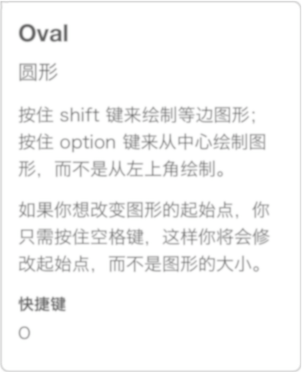 Oval
圆形
按住 shift 键来绘制等边图形；
按住 option 键来从中心绘制图
形，而不是从左上角绘制。
如果你想改变图形的起始点，你
只需按住空格键，这样你将会修
改起始点，而不是图形的大小。
快捷键
O